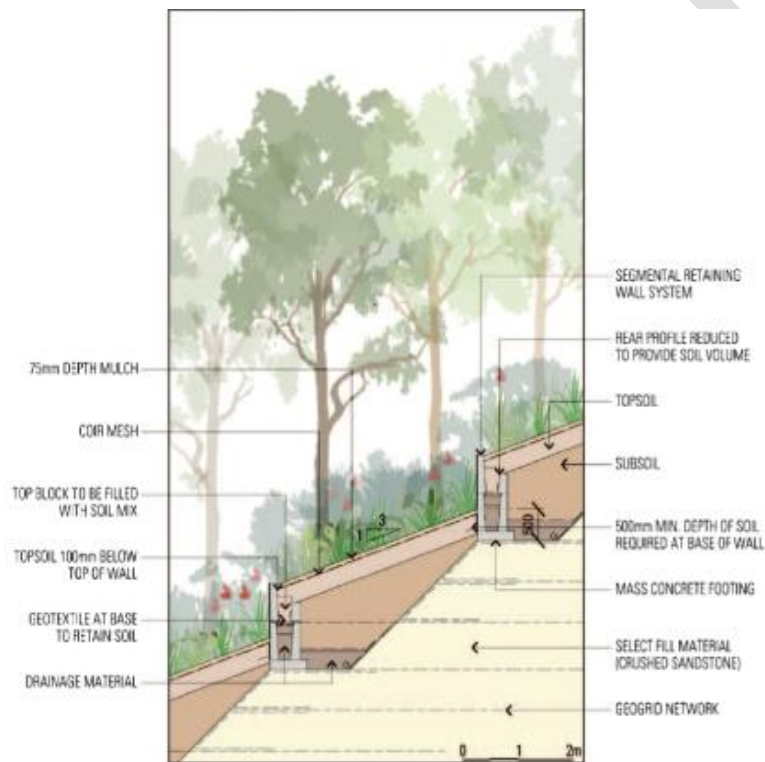 SEGMENTAL RETAINING
WALL SYSTEM
REAR PROFILE REDUCED
TO PROVIDE SOIL VOLUME
75mm DEPTH MULCH
TOPSOIL
COIR MESH
SUBSOIL
TOP BLOCK TO BE FILLED
WITH SOIL MIX
3
1
500
500mm MIN. DEPTH OF SOIL
REQUIRED AT BASE OF WALL
TOPSOIL 100mm BELOW
TOP OF WALL
MASS CONCRETE FOOTING
GEOTEXTILE AT BASE
TO RETAIN SOIL
SELECT FILL MATERIAL
(CRUSHED SANDSTONE)
DRAINAGE MATERIAL
GEOGRID NETWORK
0 1 2m